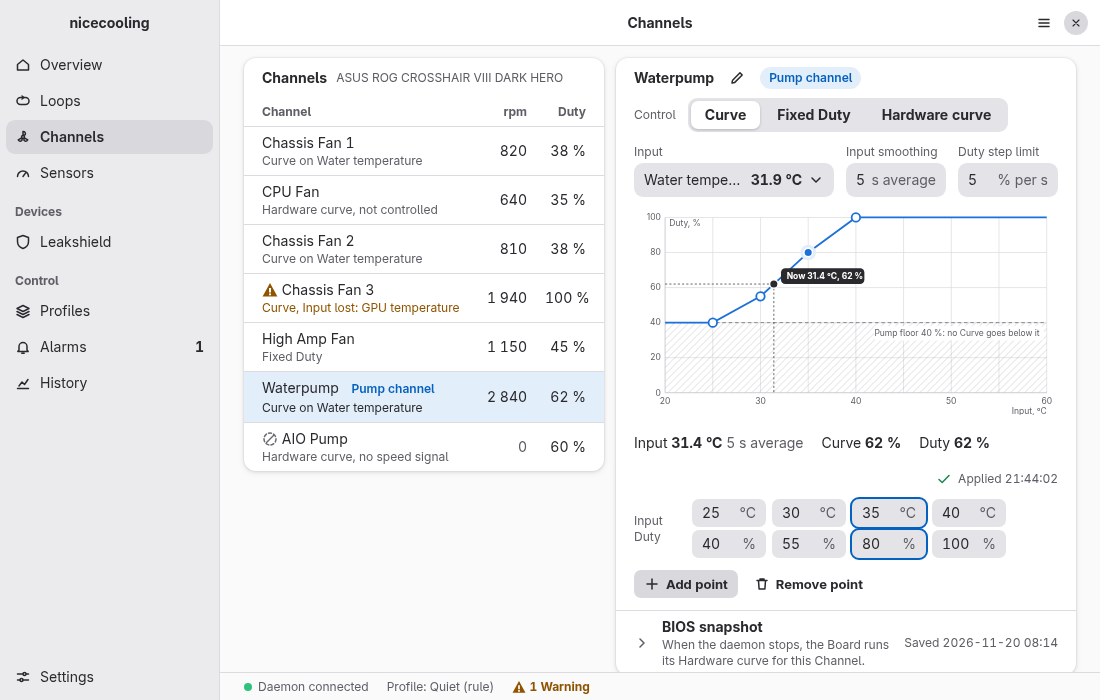 nicecooling
Channels
Overview
Loops
Channels
Sensors
Devices
Leakshield
Control
Profiles
Alarms 1
History
Settings
Channels ASUS ROG CROSSHAIR VIII DARK HERO
Channel rpm Duty
Chassis Fan 1 820 38 %
Curve on Water temperature
CPU Fan 640 35 %
Hardware curve, not controlled
Chassis Fan 2 810 38 %
Curve on Water temperature
Chassis Fan 3 1 940 100 %
Curve, Input lost: GPU temperature
High Amp Fan 1 150 45 %
Fixed Duty
Waterpump Pump channel 2 840 62 %
Curve on Water temperature
AIO Pump 0 60 %
Hardware curve, no speed signal
Waterpump Pump channel
Control Curve Fixed Duty Hardware curve
Input Input smoothing Duty step limit
Water tempe... 31.9 °C 5 s average 5 % per s
100
Duty, %
80
Now 31.4 °C, 62 %
60
40
Pump floor 40 %: no Curve goes below it
20
0
20 30 40 50 60
Input, °C
Input 31.4 °C 5 s average Curve 62 % Duty 62 %
Applied 21:44:02
Input 25 °C 30 °C 35 °C 40 °C
Duty 40 % 55 % 80 % 100 %
Add point Remove point
BIOS snapshot
When the daemon stops, the Board runs
its Hardware curve for this Channel.
Saved 2026-11-20 08:14
Daemon connected Profile: Quiet (rule) 1 Warning